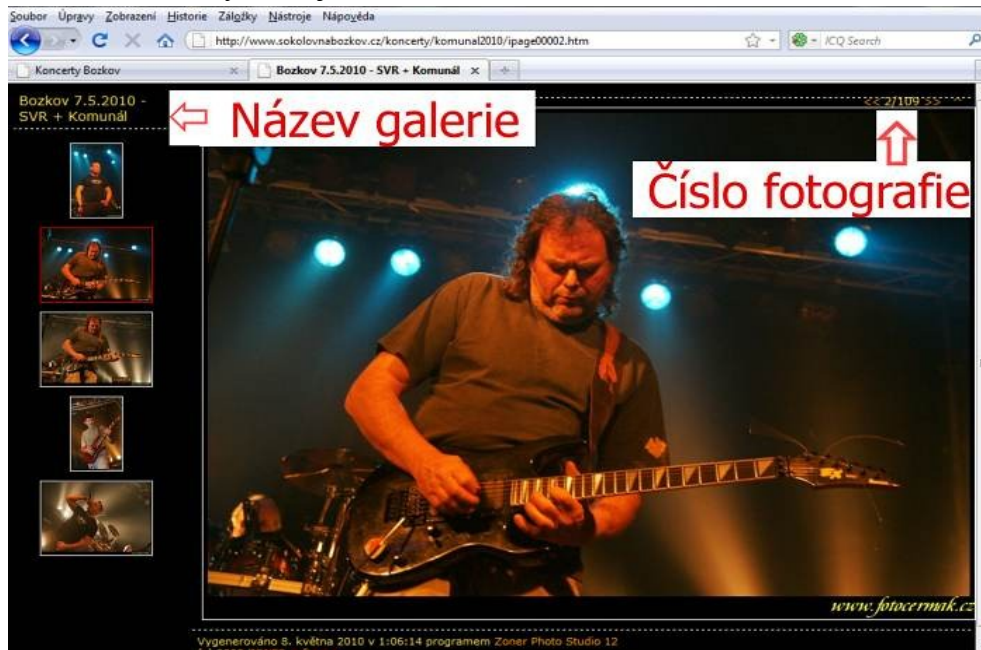 Soubor Úpravy Zobrazení Historie Záložky Nástroje Nápověda
http://www.sokolovnabozkov.cz/koncerty/komunal2010/ipage00002.htm
ICQ Search
Koncerty Bozkov
Bozkov 7.5.2010 - SVR + Komunál
Bozkov 7.5.2010 -
SVR + Komunál
Název galerie
<< 2/109 >> ^
Číslo fotografie
www.fotocermak.cz
Vygenerováno 8. května 2010 v 1:06:14 programem Zoner Photo Studio 12